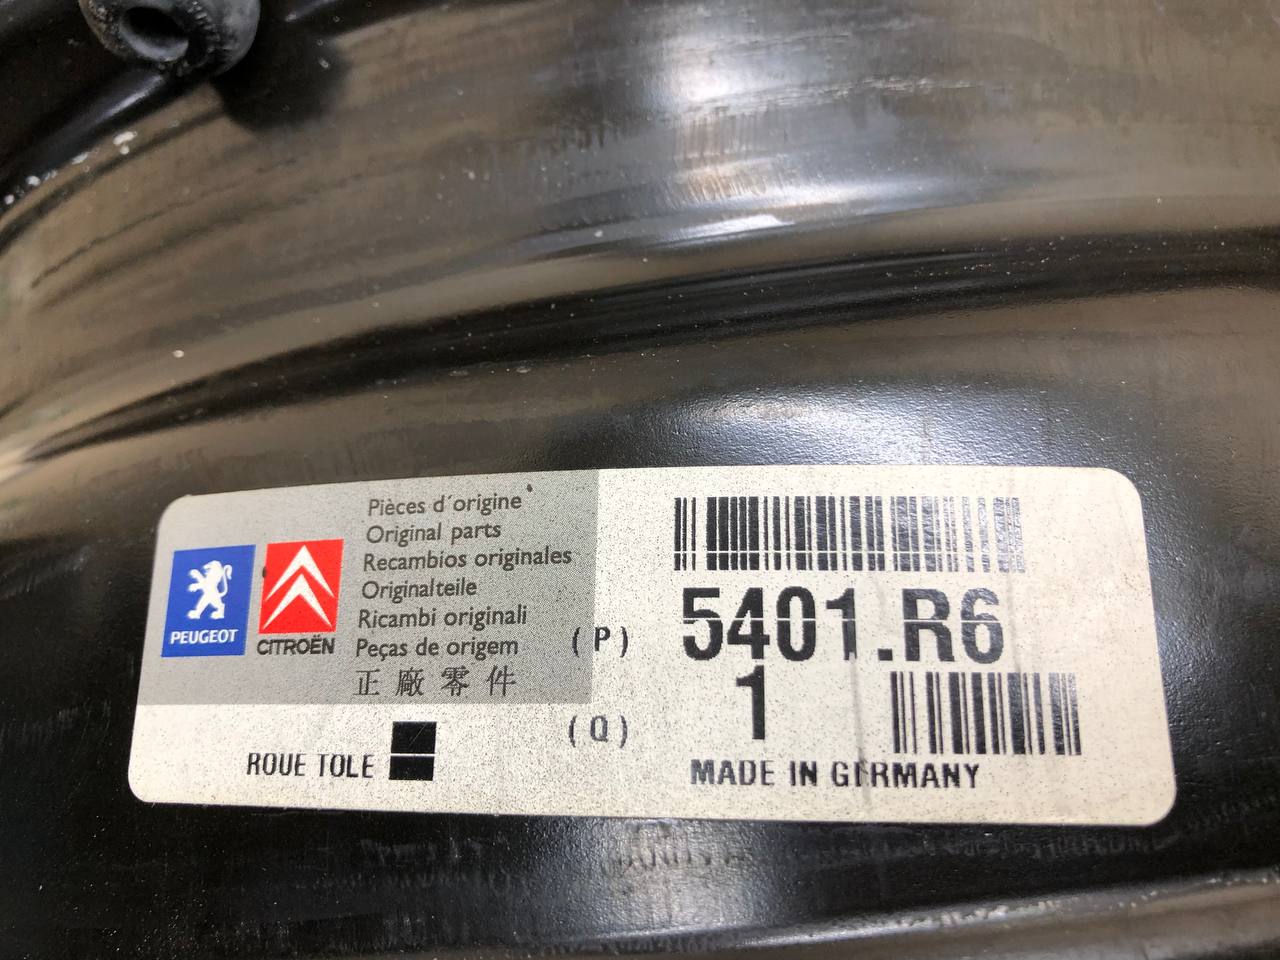 Pièces d'origine
Original parts
Recambios originales
Originalteile
Ricambi originali
Peças de origem
正廠零件
PEUGEOT
CITROËN
ROUE TOLE
(P) 5401.R6
(Q) 1
MADE IN GERMANY